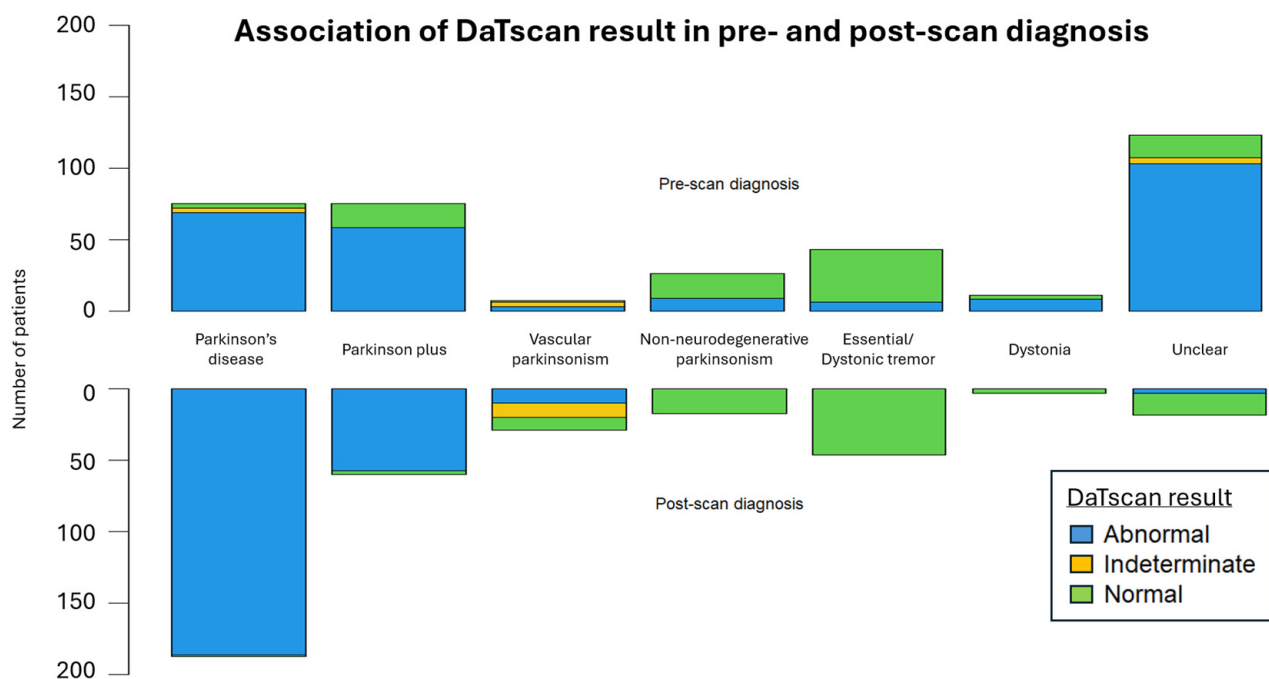 Association of DaTscan result in pre- and post-scan diagnosis
200
150
100
50
0
Number of patients
Pre-scan diagnosis
Parkinson’s
disease
Parkinson plus
Vascular
parkinsonism
Non-neurodegenerative
parkinsonism
Essential/
Dystonic tremor
Dystonia
Unclear
0
50
100
150
200
Post-scan diagnosis
DaTscan result
Abnormal
Indeterminate
Normal